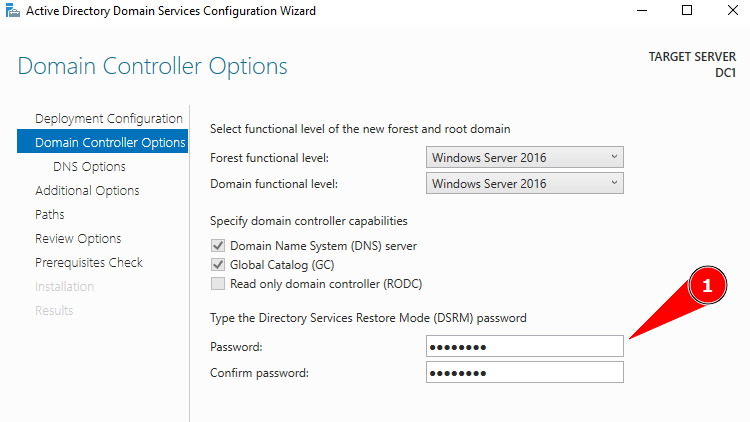 Active Directory Domain Services Configuration Wizard
Domain Controller Options
TARGET SERVER
DC1
Deployment Configuration
Domain Controller Options
DNS Options
Additional Options
Paths
Review Options
Prerequisites Check
Installation
Results
Select functional level of the new forest and root domain
Forest functional level: Windows Server 2016
Domain functional level: Windows Server 2016
Specify domain controller capabilities
Domain Name System (DNS) server
Global Catalog (GC)
Read only domain controller (RODC)
Type the Directory Services Restore Mode (DSRM) password
Password: ●●●●●●●●
Confirm password: ●●●●●●●●
1